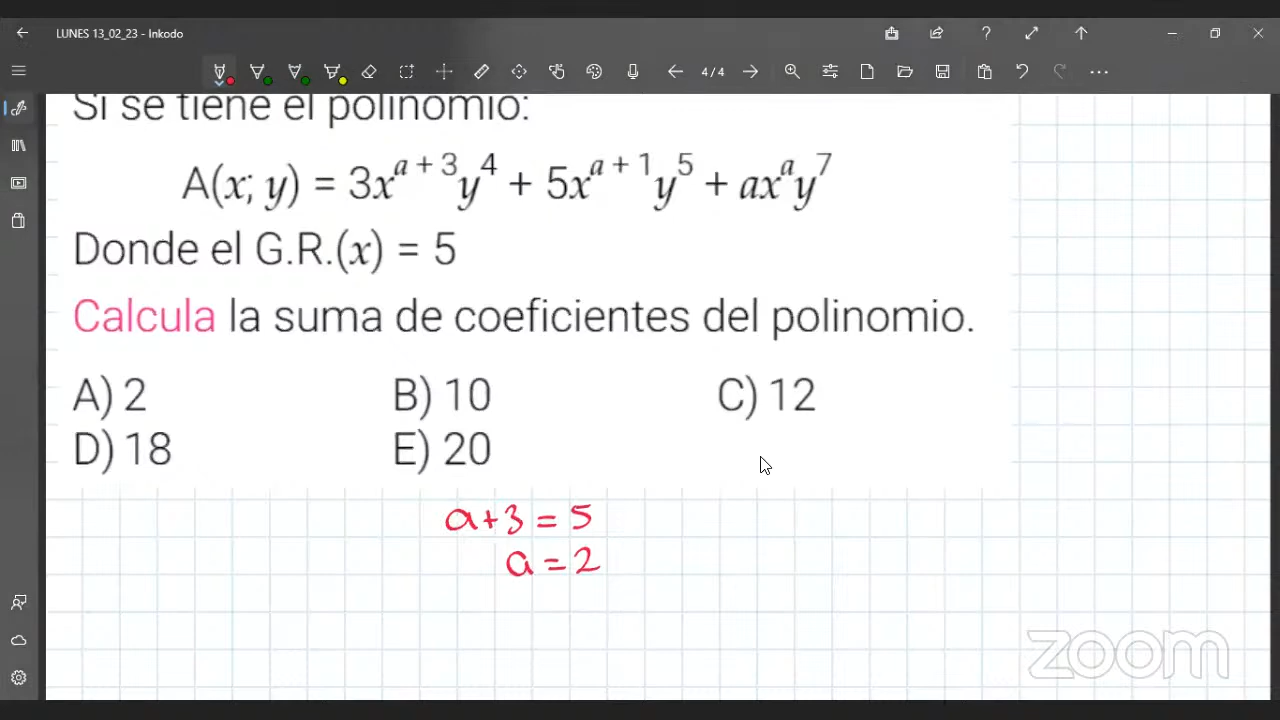 LUNES 13_02_23 - Inkodo
4 / 4
Si se tiene el polinomio:
A(x; y) = 3x^{a + 3}y^4 + 5x^{a + 1}y^5 + ax^ay^7
Donde el G.R.(x) = 5
Calcula la suma de coeficientes del polinomio.
A) 2 B) 10 C) 12
D) 18 E) 20
a+3 = 5
a = 2
zoom